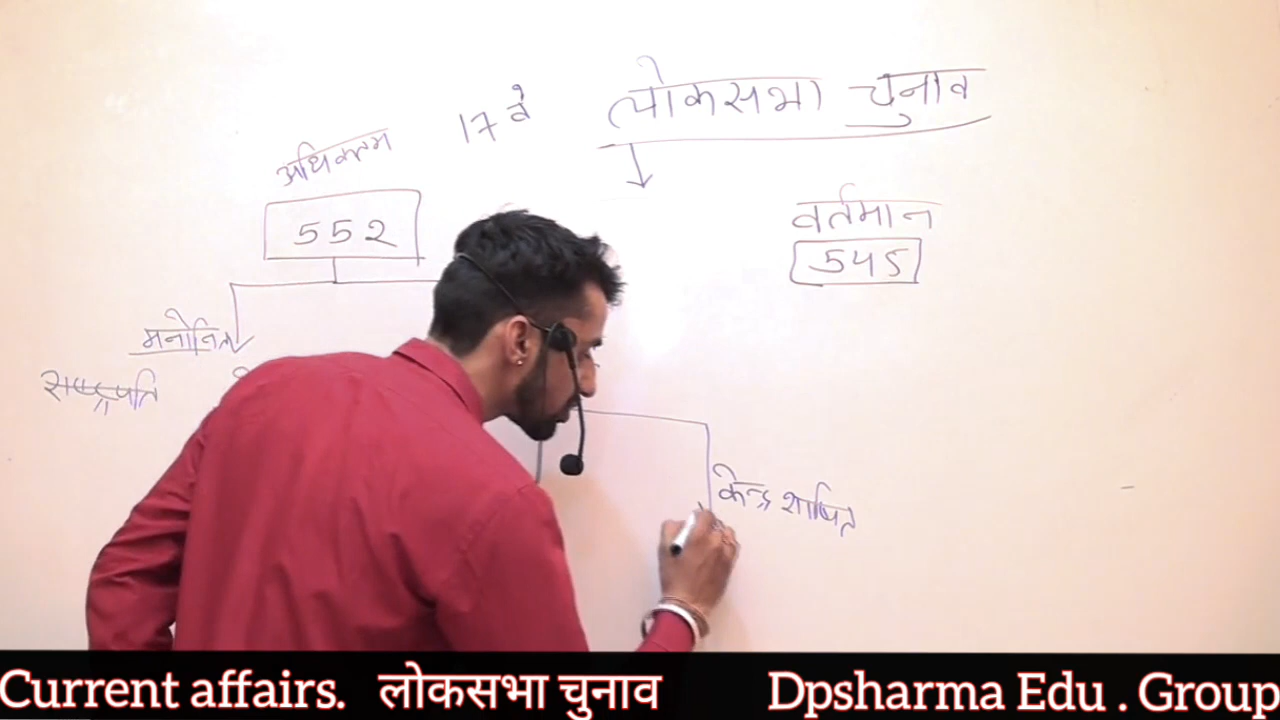 17 वे लोकसभा चुनाव
अधिकतम
552
वर्तमान
545
मनोनित
राष्ट्रपति
केन्द्र शाषित
Current affairs. लोकसभा चुनाव Dpsharma Edu . Group